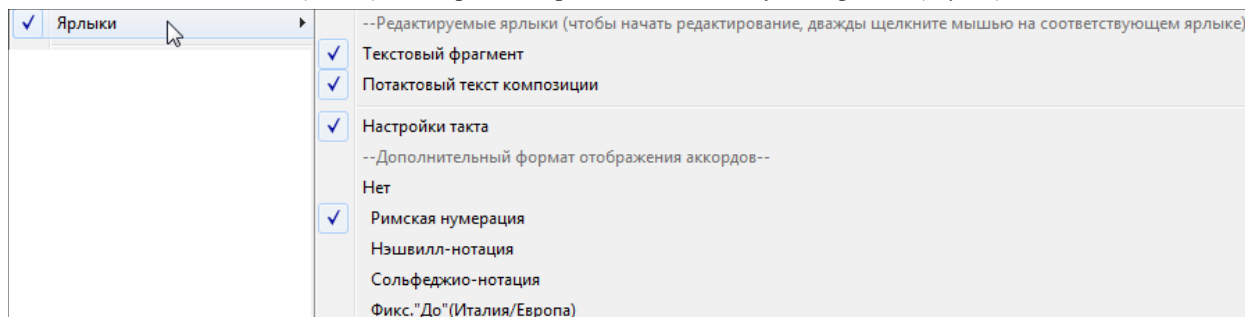 Ярлыки
--Редактируемые ярлыки (чтобы начать редактирование, дважды щелкните мышью на соответствующем ярлыке)
Текстовый фрагмент
Потактовый текст композиции
Настройки такта
--Дополнительный формат отображения аккордов--
Нет
Римская нумерация
Нэшвилл-нотация
Сольфеджио-нотация
Фикс."До"(Италия/Европа)